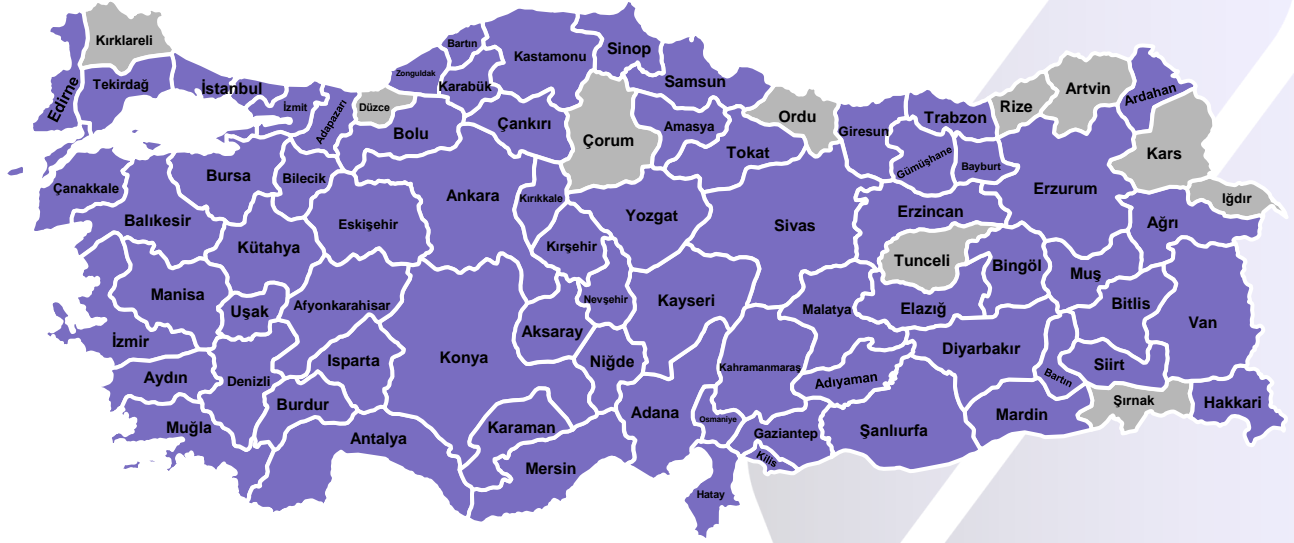 Kırklareli
Edirne
Tekirdağ
İstanbul
İzmit
Adapazarı
Düzce
Zonguldak
Bartın
Karabük
Kastamonu
Sinop
Samsun
Bolu
Çankırı
Çorum
Amasya
Tokat
Ordu
Giresun
Gümüşhane
Trabzon
Bayburt
Rize
Artvin
Ardahan
Kars
Iğdır
Çanakkale
Balıkesir
Bursa
Bilecik
Kütahya
Eskişehir
Ankara
Kırıkkale
Kırşehir
Yozgat
Sivas
Erzincan
Erzurum
Ağrı
Tunceli
Bingöl
Muş
Bitlis
Van
Manisa
Uşak
Afyonkarahisar
İzmir
Aydın
Denizli
Isparta
Burdur
Muğla
Antalya
Konya
Aksaray
Nevşehir
Niğde
Kayseri
Malatya
Elazığ
Diyarbakır
Kahramanmaraş
Adıyaman
Bartın
Siirt
Şırnak
Hakkari
Karaman
Mersin
Adana
Osmaniye
Gaziantep
Kilis
Şanlıurfa
Mardin
Hatay